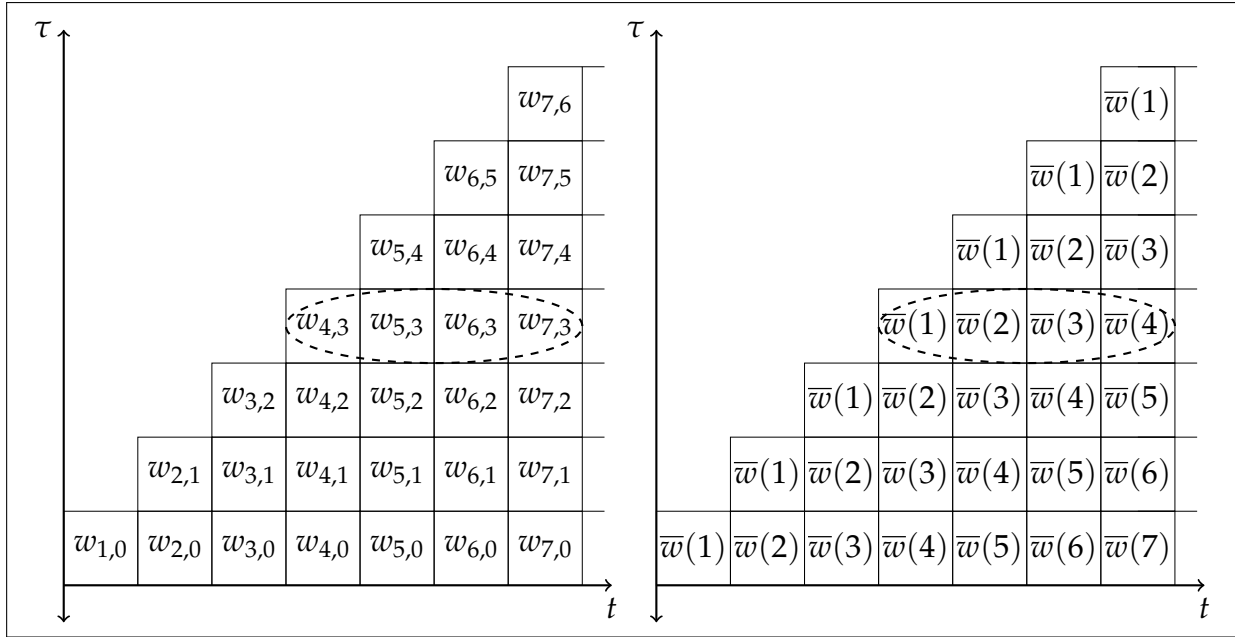 τ τ
w₇,₆ w̅(1)
w₆,₅ w₇,₅ w̅(1) w̅(2)
w₅,₄ w₆,₄ w₇,₄ w̅(1) w̅(2) w̅(3)
w₄,₃ w₅,₃ w₆,₃ w₇,₃ w̅(1) w̅(2) w̅(3) w̅(4)
w₃,₂ w₄,₂ w₅,₂ w₆,₂ w₇,₂ w̅(1) w̅(2) w̅(3) w̅(4) w̅(5)
w₂,₁ w₃,₁ w₄,₁ w₅,₁ w₆,₁ w₇,₁ w̅(1) w̅(2) w̅(3) w̅(4) w̅(5) w̅(6)
w₁,₀ w₂,₀ w₃,₀ w₄,₀ w₅,₀ w₆,₀ w₇,₀ w̅(1) w̅(2) w̅(3) w̅(4) w̅(5) w̅(6) w̅(7)
t t